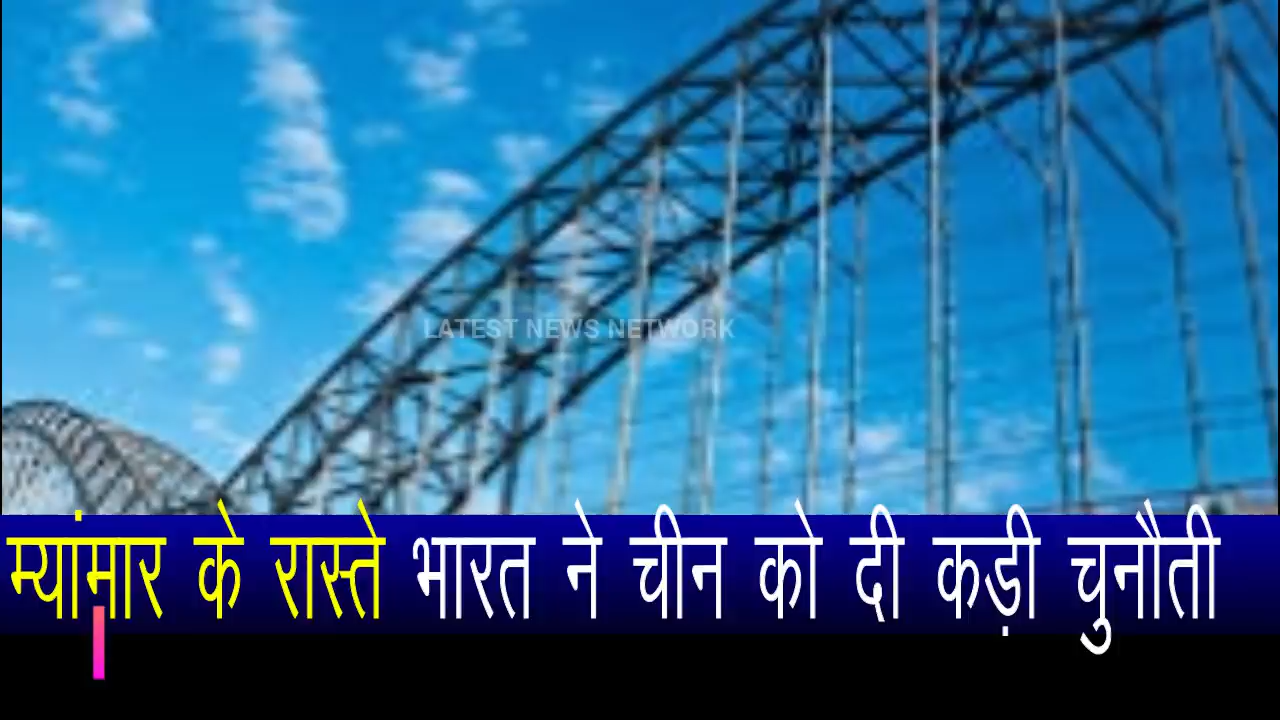 LATEST NEWS NETWORK
म्यांमार के रास्ते भारत ने चीन को दी कड़ी चुनौती